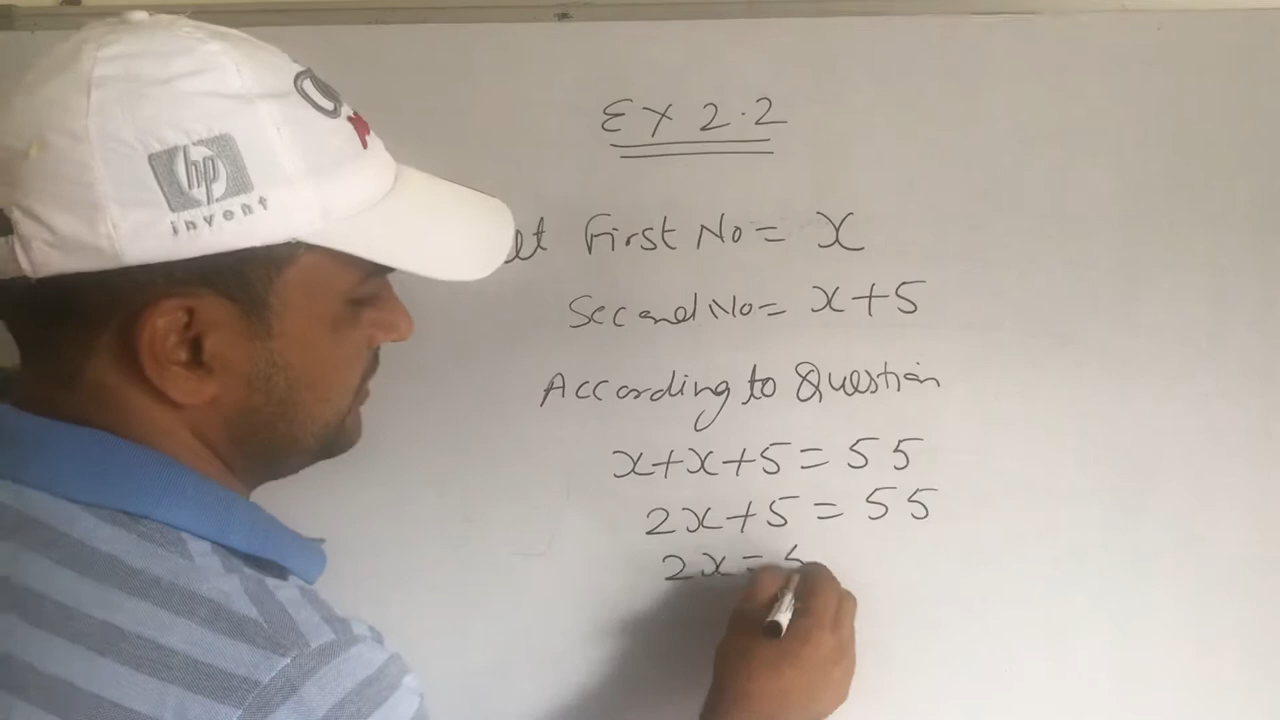 hp
invent
EX 2.2
First No = x
Second No = x+5
According to Question
x+x+5=55
2x+5=55
2x=5